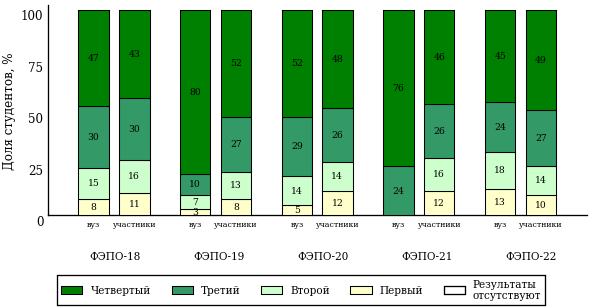 Доля студентов, %
100
75
50
25
0
47 43 80 52 52 48 76 46 45 49
30 30 10 27 29 26 24 26 24 27
15 16 7 13 14 14 16 18 14
8 11 3 8 5 12 12 13 10
вуз участники вуз участники вуз участники вуз участники вуз участники
ФЭПО-18 ФЭПО-19 ФЭПО-20 ФЭПО-21 ФЭПО-22
Четвертый Третий Второй Первый Результаты
отсутствуют